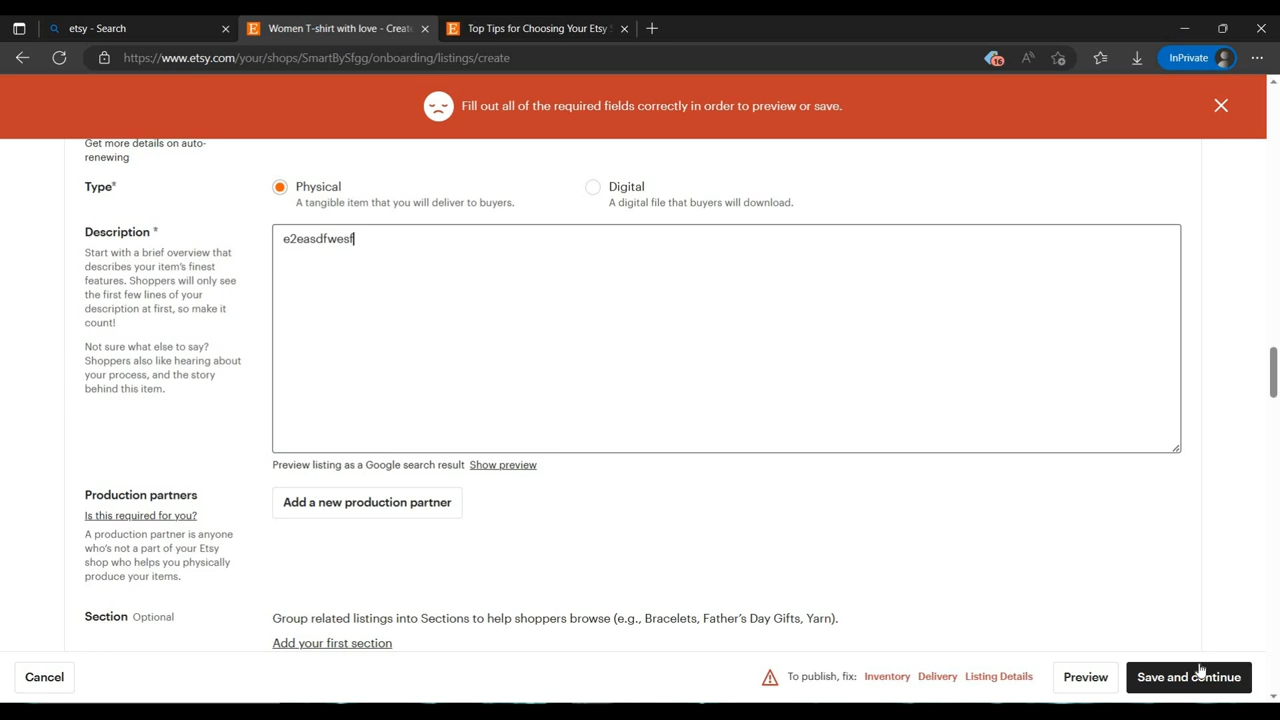 etsy - Search
Women T-shirt with love - Create
Top Tips for Choosing Your Etsy S
https://www.etsy.com/your/shops/SmartBySfgg/onboarding/listings/create
16
InPrivate
Fill out all of the required fields correctly in order to preview or save.
Get more details on auto-
renewing
Type*
Physical
A tangible item that you will deliver to buyers.
Digital
A digital file that buyers will download.
Description *
Start with a brief overview that
describes your item's finest
features. Shoppers will only see
the first few lines of your
description at first, so make it
count!
Not sure what else to say?
Shoppers also like hearing about
your process, and the story
behind this item.
e2easdfwesf
Preview listing as a Google search result Show preview
Production partners
Is this required for you?
A production partner is anyone
who's not a part of your Etsy
shop who helps you physically
produce your items.
Add a new production partner
Section Optional
Group related listings into Sections to help shoppers browse (e.g., Bracelets, Father's Day Gifts, Yarn).
Add your first section
Cancel
To publish, fix: Inventory Delivery Listing Details
Preview
Save and continue